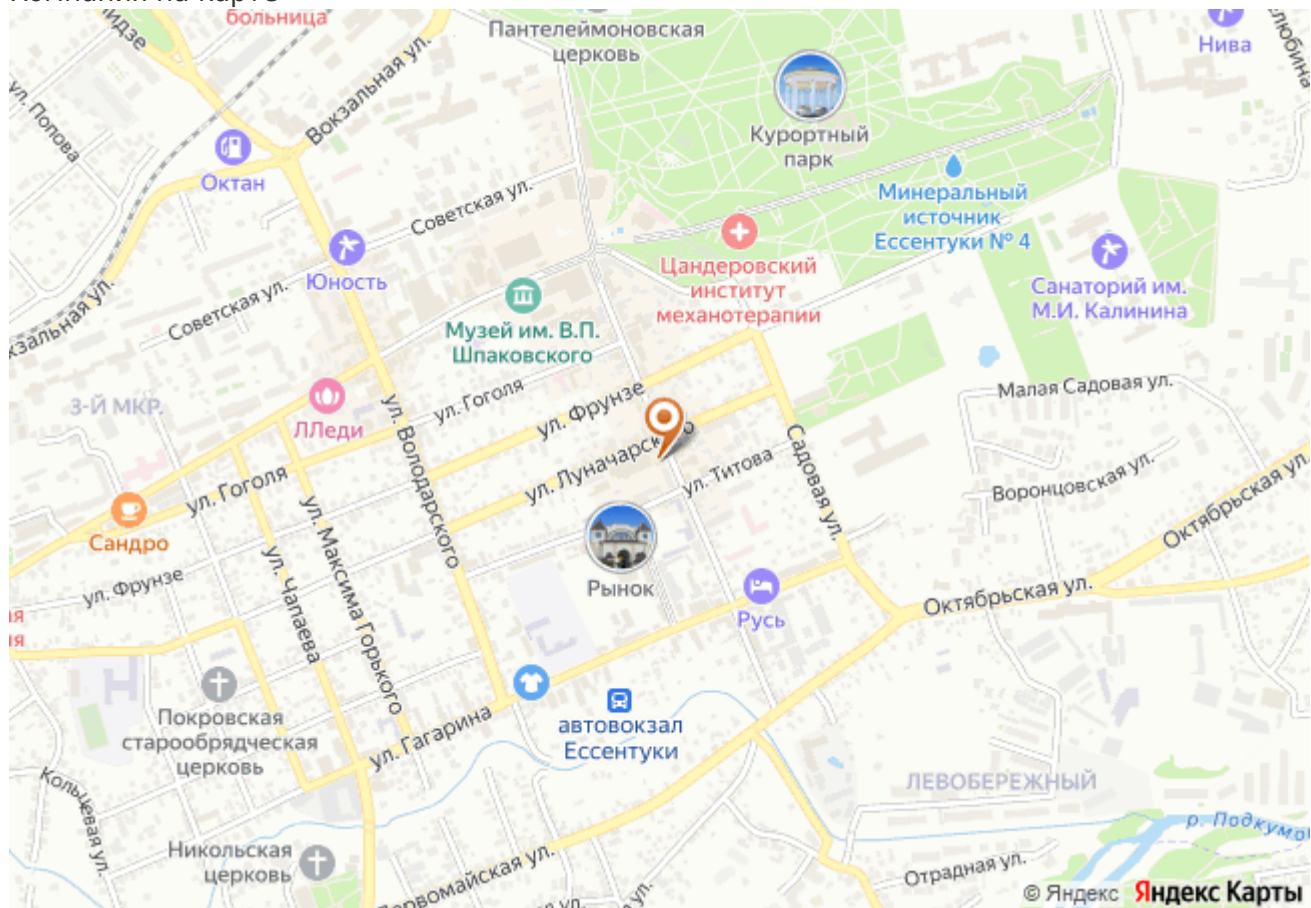 больница
Пантелеймоновская
церковь
Нива
Вокзальная ул.
ул. Попова
Курортный
парк
Октан
Советская ул.
Минеральный
источник
Ессентуки № 4
Цандеровский
институт
механотерапии
Юность
Санаторий им.
М.И. Калинина
Советская ул.
Музей им. В.П.
Шпаковского
3-Й МКР.
ЛЛеди
ул. Гоголя
ул. Фрунзе
Малая Садовая ул.
ул. Володарского
ул. Луначарского
ул. Титова
Садовая ул.
Воронцовская ул.
Октябрьская ул.
ул. Гоголя
Сандро
ул. Максима Горького
ул. Чапаева
ул. Фрунзе
Рынок
Русь
Октябрьская ул.
Покровская
старообрядческая
церковь
ул. Гагарина
автовокзал
Ессентуки
ЛЕВОБЕРЕЖНЫЙ
Кольцевая ул.
р. Подкумо
Никольская
церковь
Отрадная ул.
© Яндекс Яндекс Карты